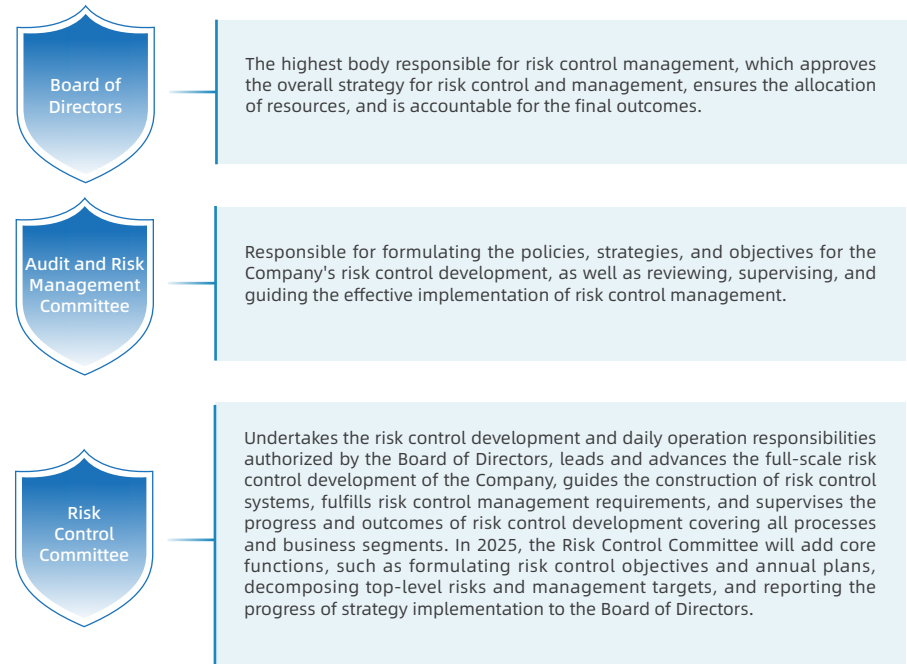 Board of
Directors
The highest body responsible for risk control management, which approves
the overall strategy for risk control and management, ensures the allocation
of resources, and is accountable for the final outcomes.
Audit and Risk
Management
Committee
Responsible for formulating the policies, strategies, and objectives for the
Company's risk control development, as well as reviewing, supervising, and
guiding the effective implementation of risk control management.
Risk
Control
Committee
Undertakes the risk control development and daily operation responsibilities
authorized by the Board of Directors, leads and advances the full-scale risk
control development of the Company, guides the construction of risk control
systems, fulfills risk control management requirements, and supervises the
progress and outcomes of risk control development covering all processes
and business segments. In 2025, the Risk Control Committee will add core
functions, such as formulating risk control objectives and annual plans,
decomposing top-level risks and management targets, and reporting the
progress of strategy implementation to the Board of Directors.